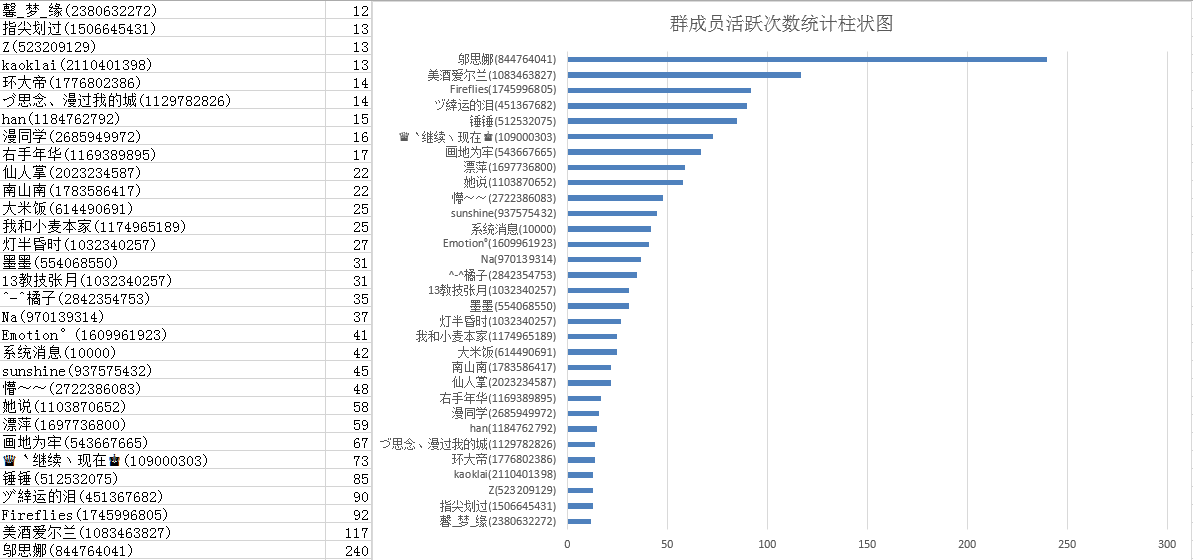 馨_梦_缘(2380632272) 12
指尖划过(1506645431) 13
Z(523209129) 13
kaoklai(2110401398) 13
环大帝(1776802386) 14
づ思念、漫过我的城(1129782826) 14
han(1184762792) 15
漫同学(2685949972) 16
右手年华(1169389895) 17
仙人掌(2023234587) 22
南山南(1783586417) 22
大米饭(614490691) 25
我和小麦本家(1174965189) 25
灯半昏时(1032340257) 27
墨墨(554068550) 31
13教技张月(1032340257) 31
^-^橘子(2842354753) 35
Na(970139314) 37
Emotion°(1609961923) 41
系统消息(10000) 42
sunshine(937575432) 45
懵～～(2722386083) 48
她说(1103870652) 58
漂萍(1697736800) 59
画地为牢(543667665) 67
♛〝继续ヽ现在♚(109000303) 73
锤锤(512532075) 85
ヅ縴运的泪(451367682) 90
Fireflies(1745996805) 92
美酒爱尔兰(1083463827) 117
邬思娜(844764041) 240
群成员活跃次数统计柱状图
邬思娜(844764041)
美酒爱尔兰(1083463827)
Fireflies(1745996805)
ヅ縴运的泪(451367682)
锤锤(512532075)
♛〝继续ヽ现在♚(109000303)
画地为牢(543667665)
漂萍(1697736800)
她说(1103870652)
懵～～(2722386083)
sunshine(937575432)
系统消息(10000)
Emotion°(1609961923)
Na(970139314)
^-^橘子(2842354753)
13教技张月(1032340257)
墨墨(554068550)
灯半昏时(1032340257)
我和小麦本家(1174965189)
大米饭(614490691)
南山南(1783586417)
仙人掌(2023234587)
右手年华(1169389895)
漫同学(2685949972)
han(1184762792)
づ思念、漫过我的城(1129782826)
环大帝(1776802386)
kaoklai(2110401398)
Z(523209129)
指尖划过(1506645431)
馨_梦_缘(2380632272)
0 50 100 150 200 250 300